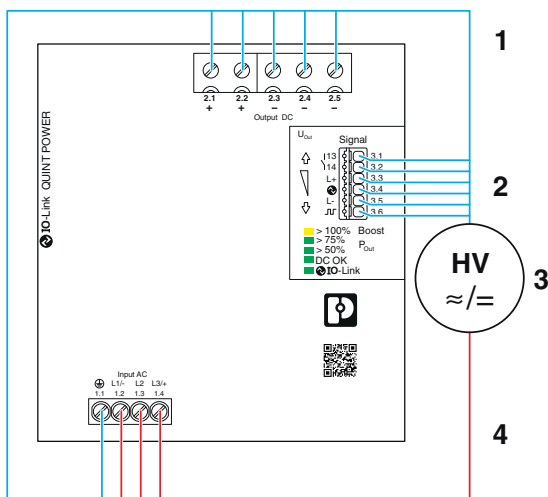 1
2.1 2.2 2.3 2.4 2.5
+ + − − −
Output DC
U Out
Signal
13 3.1
14 3.2
L+ 3.3
3.4
L- 3.5
3.6
2
> 100% Boost
> 75%
> 50%
P Out
DC OK
IO-Link
IO-Link QUINT POWER
HV
≈/=
3
Input AC
L1/- L2 L3/+
1.1 1.2 1.3 1.4
4